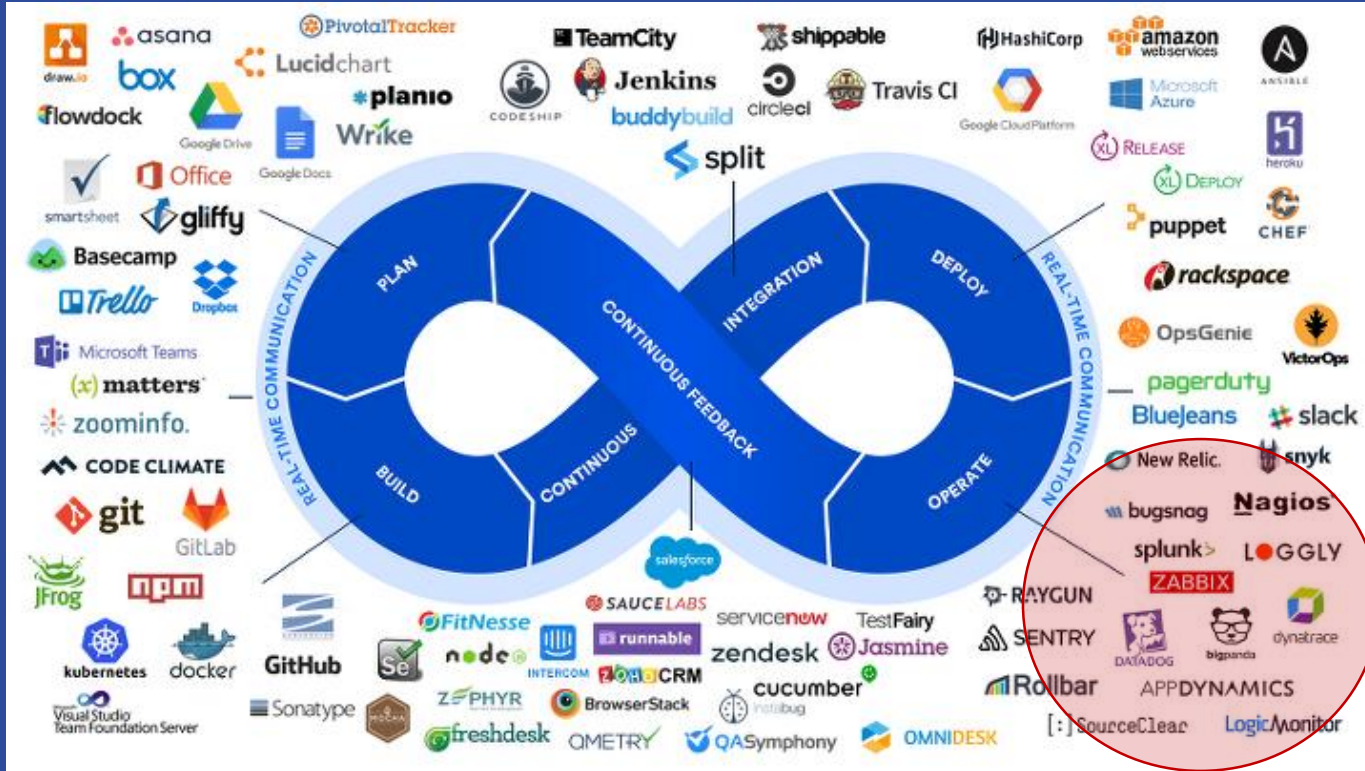 draw.io
asana
PivotalTracker
box
Lucidchart
flowdock
Google Drive
planio
Google Docs
Wrike
smartsheet
Office
gliffy
Basecamp
Trello
Dropbox
TeamCity
shippable
CODESHIP
Jenkins
buddybuild
circleci
Travis CI
split
HashiCorp
amazon
webservices
ANSIBLE
Google Cloud Platform
Microsoft
Azure
XL RELEASE
heroku
XL DEPLOY
puppet
CHEF
rackspace
REAL-TIME COMMUNICATION
PLAN
BUILD
CONTINUOUS
INTEGRATION
CONTINUOUS FEEDBACK
DEPLOY
OPERATE
REAL-TIME COMMUNICATION
Microsoft Teams
(x)matters
zoominfo.
OpsGenie
VictorOps
pagerduty
BlueJeans
slack
CODE CLIMATE
git
GitLab
JFrog
npm
kubernetes
docker
GitHub
Visual Studio
Team Foundation Server
Sonatype
salesforce
SAUCELABS
FitNesse
Se
node
INTERCOM
runnable
servicenow
TestFairy
zendesk
Jasmine
ZOHO CRM
MOCHA
ZEPHYR
BrowserStack
cucumber
instabug
freshdesk
QMETRY
QASymphony
OMNIDESK
New Relic.
snyk
bugsnag
Nagios
splunk>
LOGGLY
ZABBIX
RAYGUN
SENTRY
DATADOG
bigpanda
dynatrace
Rollbar
APPDYNAMICS
[:]SourceClear
LogicMonitor